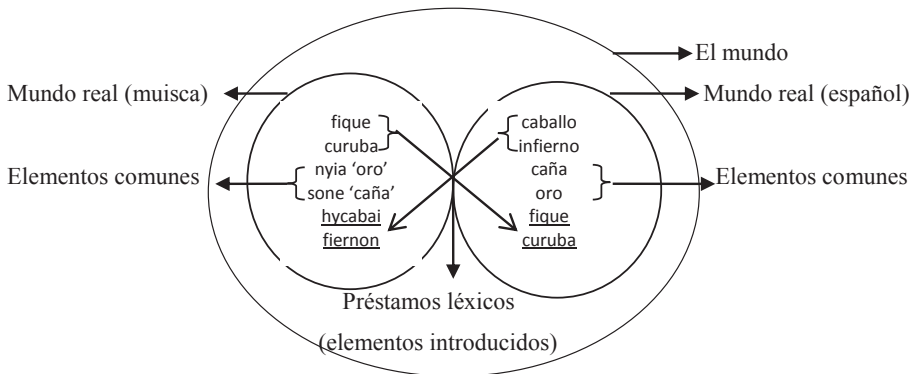 El mundo
Mundo real (muisca)
Mundo real (español)
fique
curuba
nyia ‘oro’
sone ‘caña’
hycabai
fiernon
caballo
infierno
caña
oro
fique
curuba
Elementos comunes
Elementos comunes
Préstamos léxicos
(elementos introducidos)